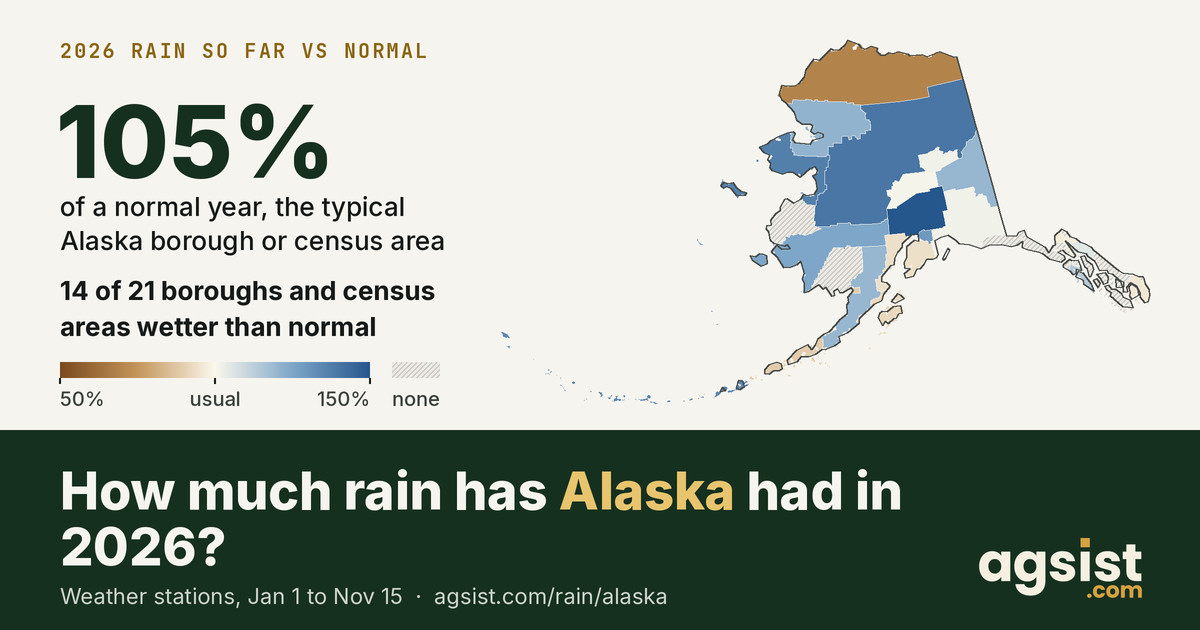 2026 RAIN SO FAR VS NORMAL
105%
of a normal year, the typical
Alaska borough or census area
14 of 21 boroughs and census
areas wetter than normal
50% usual 150% none
How much rain has Alaska had in
2026?
Weather stations, Jan 1 to Nov 15 · agsist.com/rain/alaska
agsist
.com